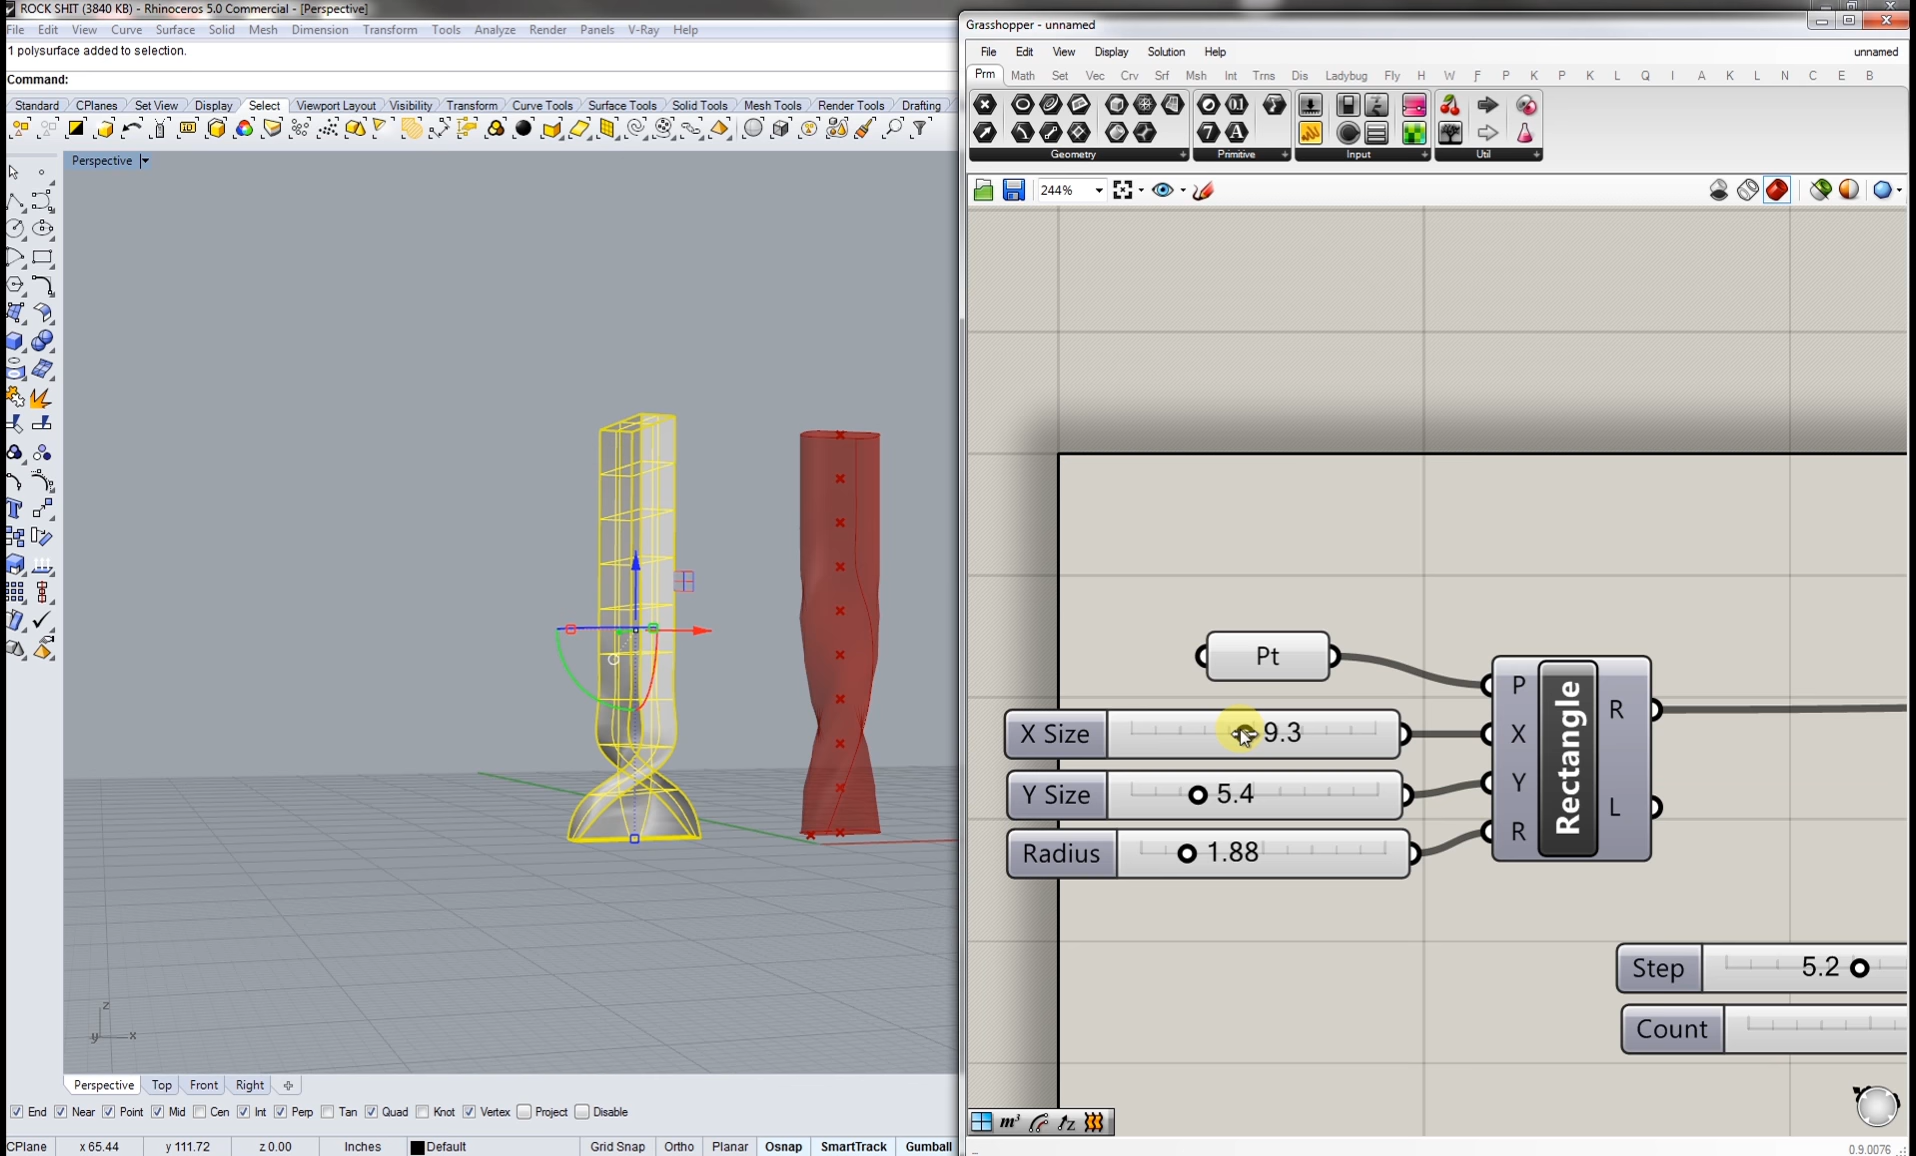 ROCK SHIT (3840 KB) - Rhinoceros 5.0 Commercial - [Perspective]
File Edit View Curve Surface Solid Mesh Dimension Transform Tools Analyze Render Panels V-Ray Help
1 polysurface added to selection.
Command:
Standard CPlanes Set View Display Select Viewport Layout Visibility Transform Curve Tools Surface Tools Solid Tools Mesh Tools Render Tools Drafting
Perspective
z
y x
Perspective Top Front Right
End Near Point Mid Cen Int Perp Tan Quad Knot Vertex Project Disable
CPlane x 65.44 y 111.72 z 0.00 Inches Default Grid Snap Ortho Planar Osnap SmartTrack Gumball
Grasshopper - unnamed
File Edit View Display Solution Help unnamed
Prm Math Set Vec Crv Srf Msh Int Trns Dis Ladybug Fly H W F P K P K L Q I A K L N C E B
Geometry Primitive Input Util
244%
Pt
X Size 9.3
Y Size 5.4
Radius 1.88
P X Y R
Rectangle
R L
Step 5.2
Count
0.9.0076